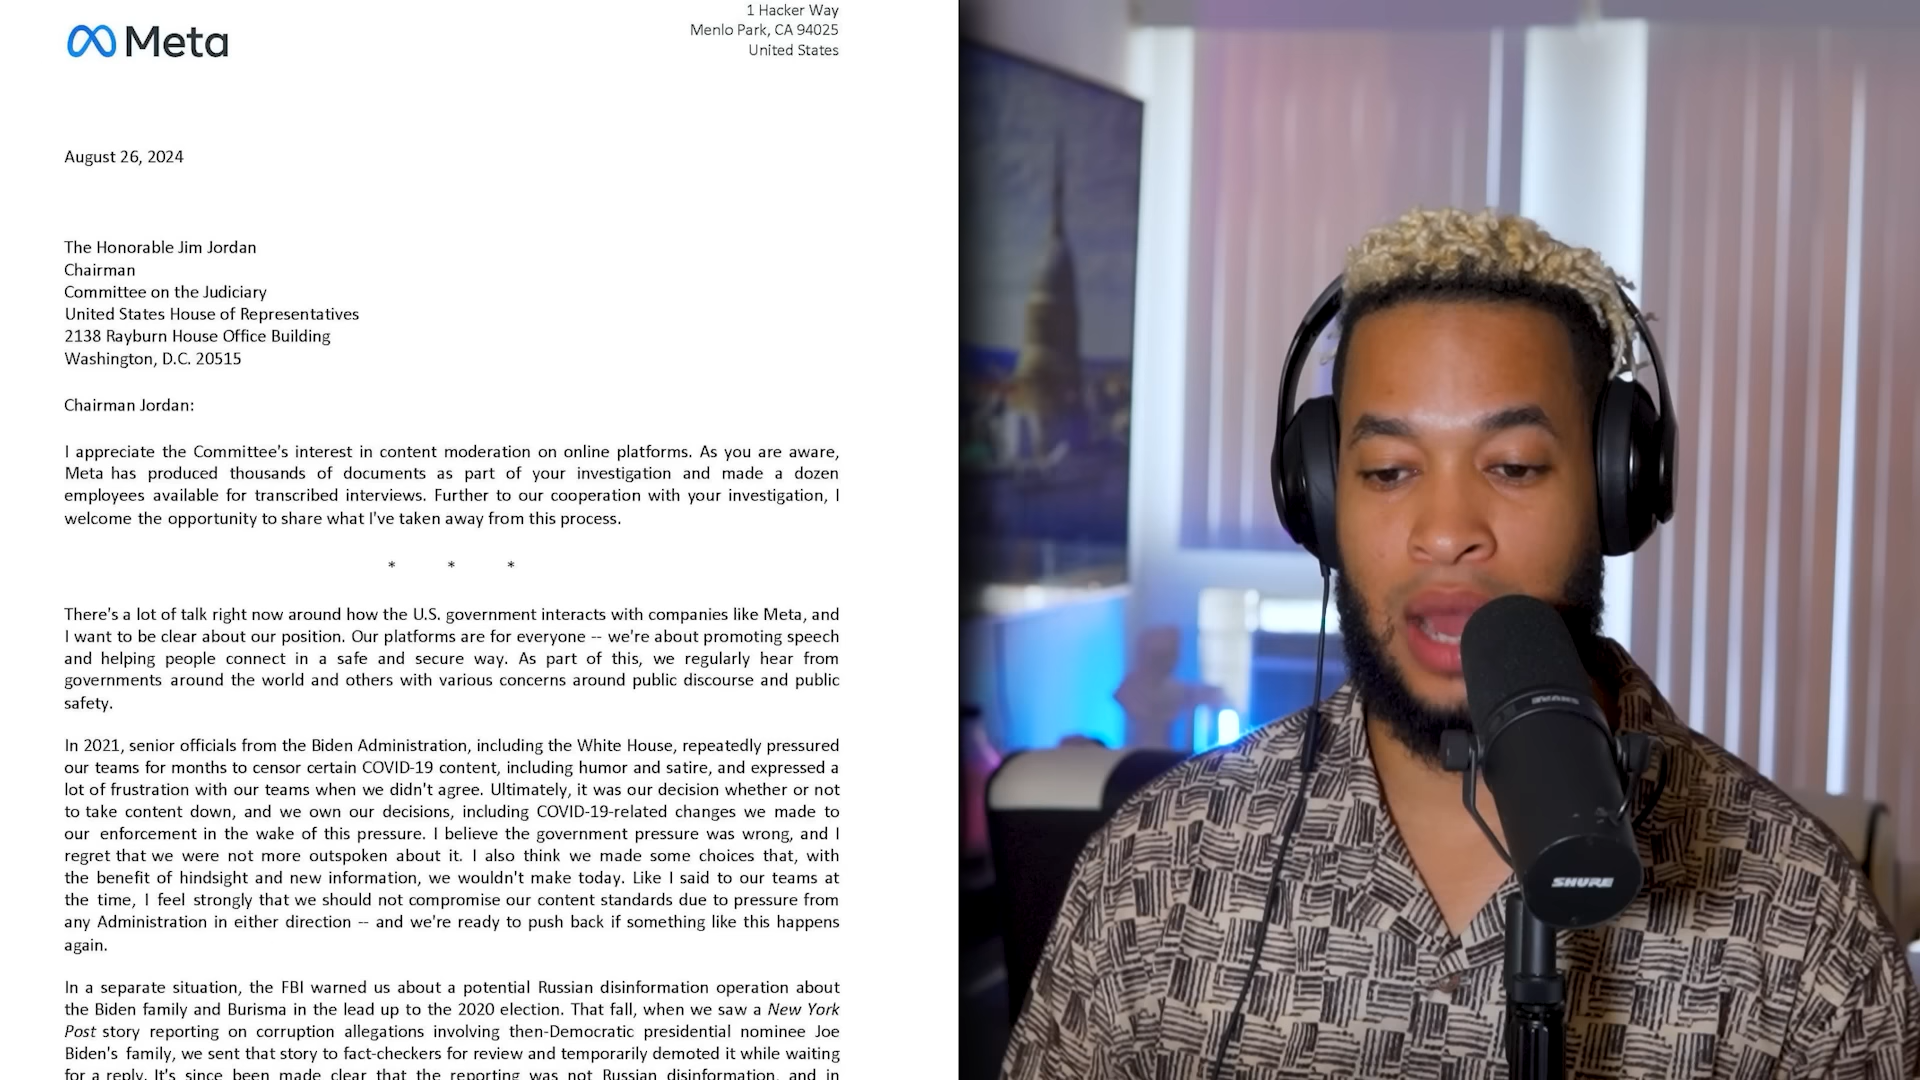 Meta
1 Hacker Way
Menlo Park, CA 94025
United States
August 26, 2024
The Honorable Jim Jordan
Chairman
Committee on the Judiciary
United States House of Representatives
2138 Rayburn House Office Building
Washington, D.C. 20515
Chairman Jordan:
I appreciate the Committee's interest in content moderation on online platforms. As you are aware,
Meta has produced thousands of documents as part of your investigation and made a dozen
employees available for transcribed interviews. Further to our cooperation with your investigation, I
welcome the opportunity to share what I've taken away from this process.
* * *
There's a lot of talk right now around how the U.S. government interacts with companies like Meta, and
I want to be clear about our position. Our platforms are for everyone -- we're about promoting speech
and helping people connect in a safe and secure way. As part of this, we regularly hear from
governments around the world and others with various concerns around public discourse and public
safety.
In 2021, senior officials from the Biden Administration, including the White House, repeatedly pressured
our teams for months to censor certain COVID-19 content, including humor and satire, and expressed a
lot of frustration with our teams when we didn't agree. Ultimately, it was our decision whether or not
to take content down, and we own our decisions, including COVID-19-related changes we made to
our enforcement in the wake of this pressure. I believe the government pressure was wrong, and I
regret that we were not more outspoken about it. I also think we made some choices that, with
the benefit of hindsight and new information, we wouldn't make today. Like I said to our teams at
the time, I feel strongly that we should not compromise our content standards due to pressure from
any Administration in either direction -- and we're ready to push back if something like this happens
again.
In a separate situation, the FBI warned us about a potential Russian disinformation operation about
the Biden family and Burisma in the lead up to the 2020 election. That fall, when we saw a New York
Post story reporting on corruption allegations involving then-Democratic presidential nominee Joe
Biden's family, we sent that story to fact-checkers for review and temporarily demoted it while waiting
for a reply. It's since been made clear that the reporting was not Russian disinformation, and in
SHURE